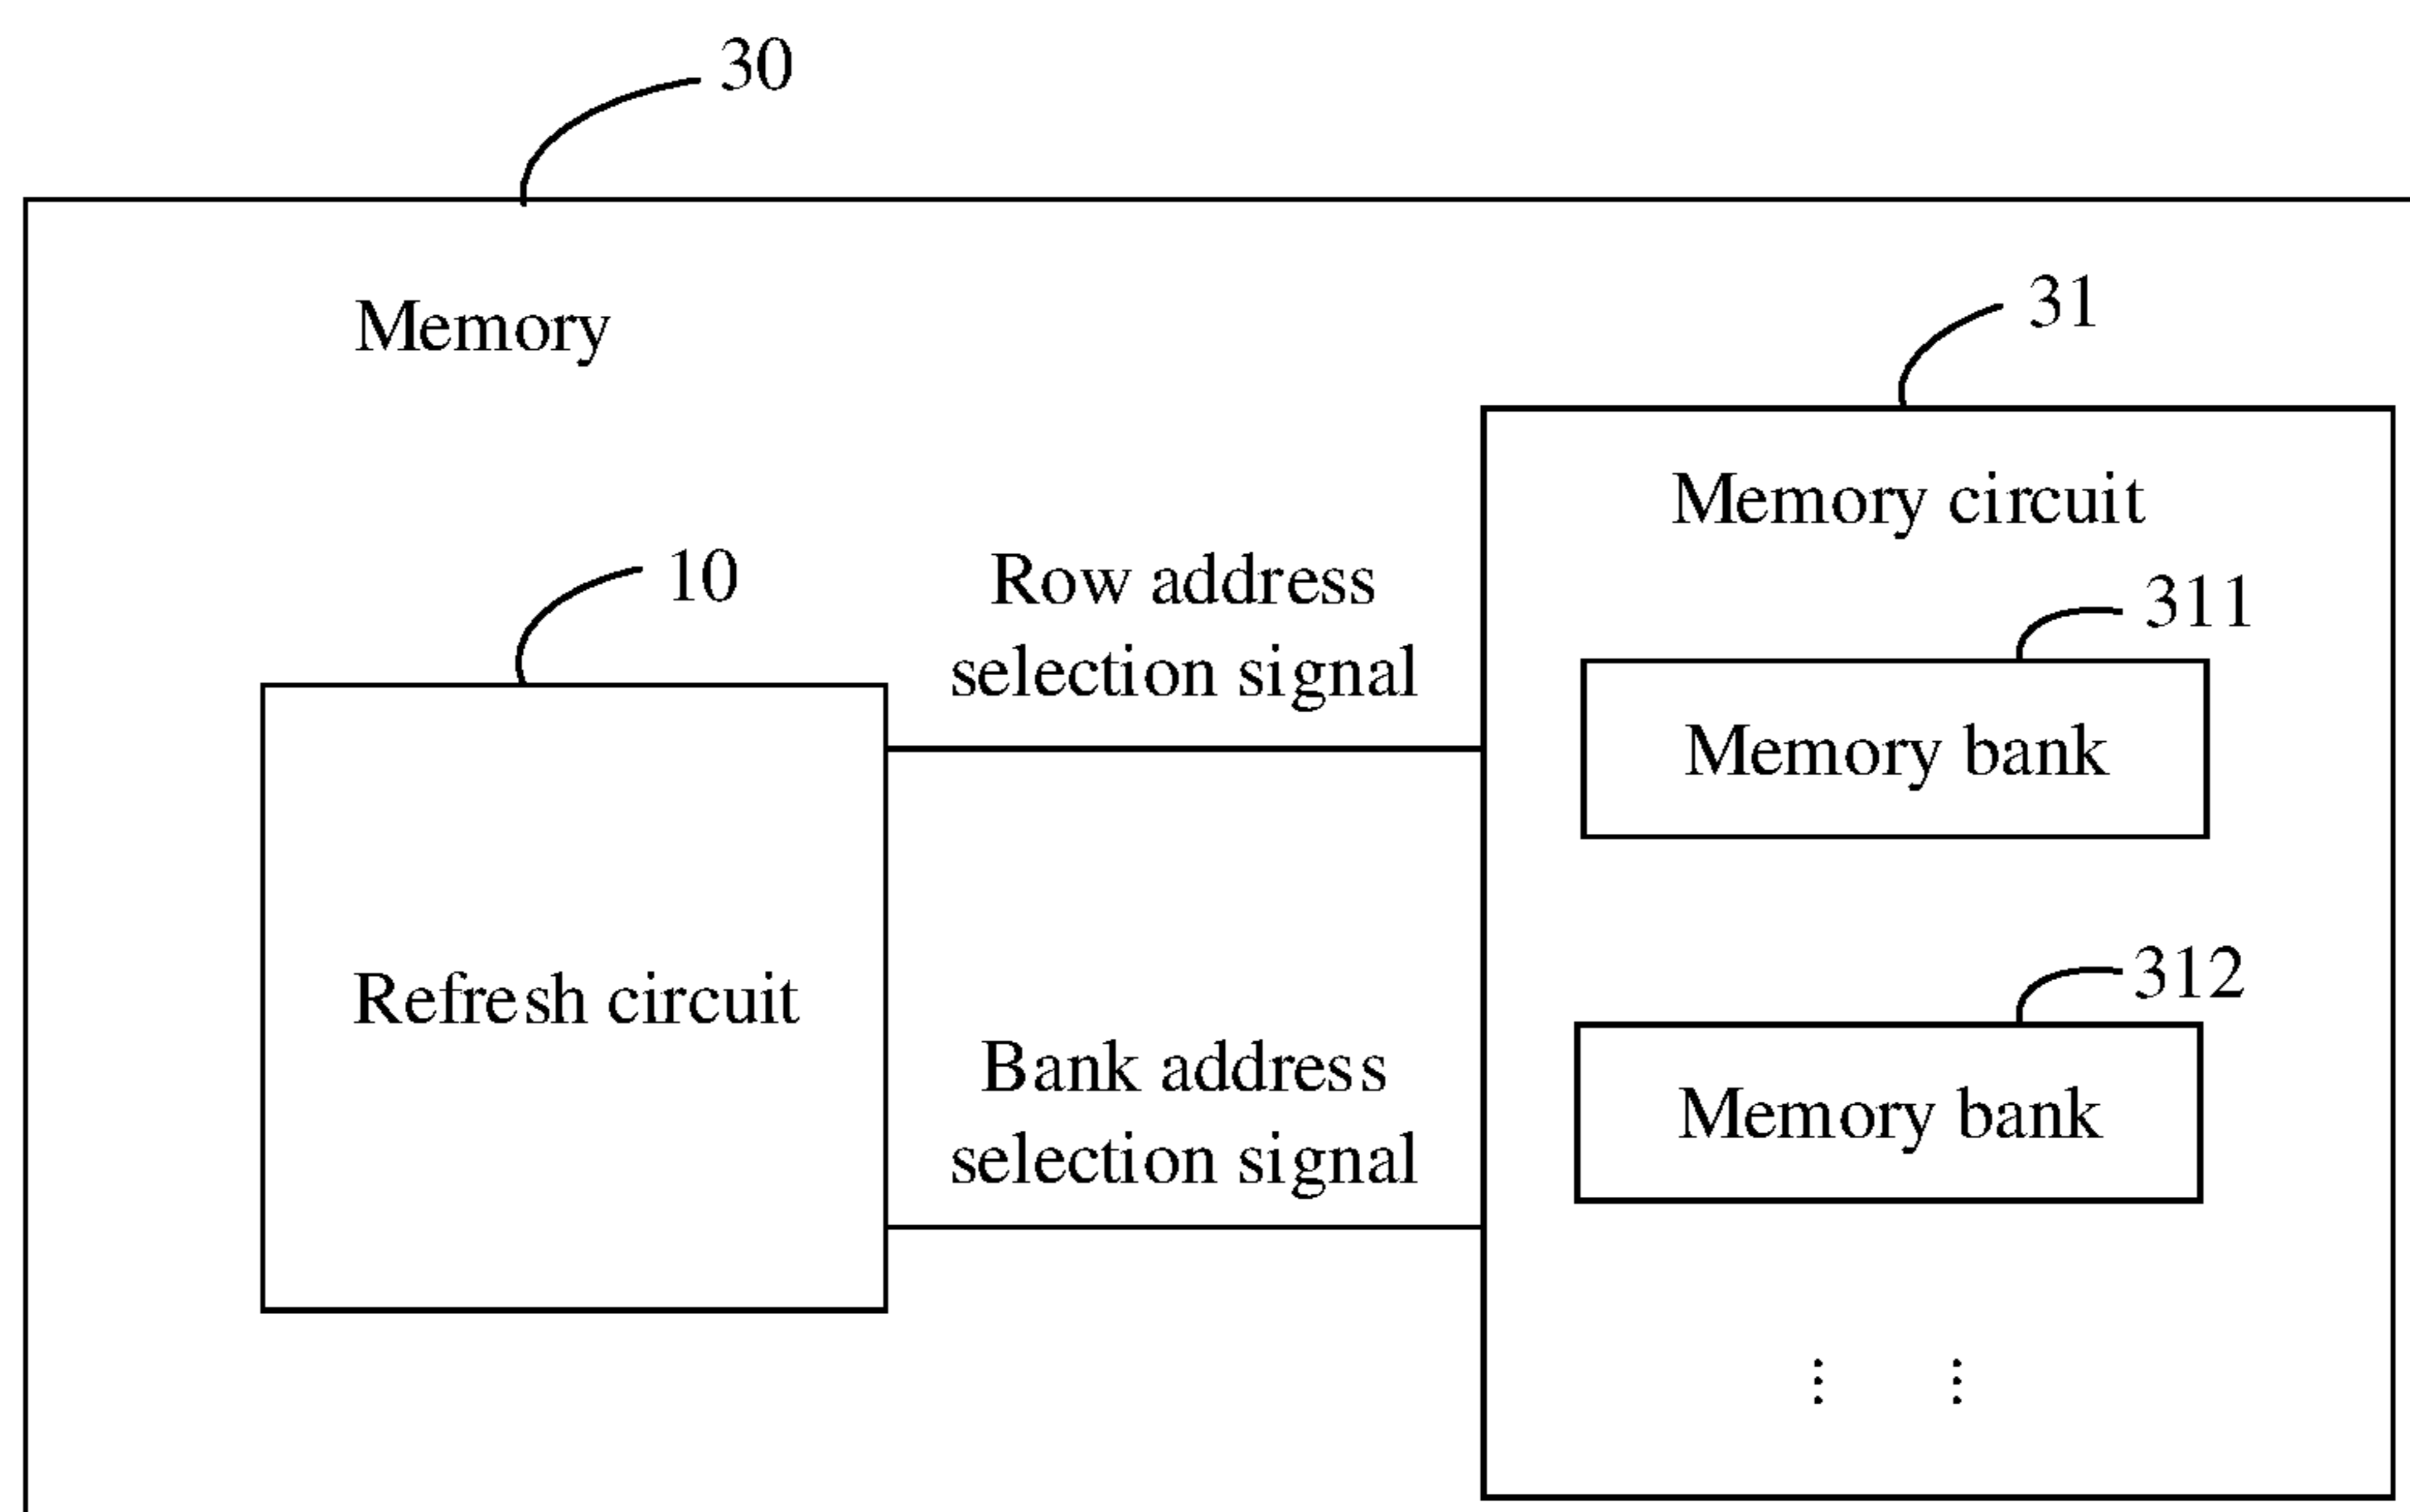 30
Memory
31
Memory circuit
10
Row address
selection signal
311
Memory bank
Refresh circuit
312
Bank address
selection signal
Memory bank